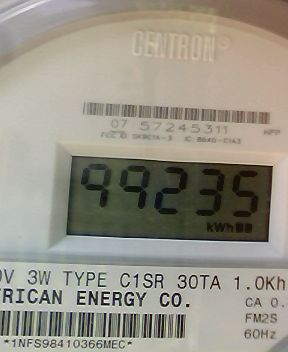 CENTRON®
07 57245311
99235
kWh
0V 3W TYPE C1SR 30TA 1.0Kh
TRICAN ENERGY CO.
CA 0.
FM2S
*1NFS98410366MEC*
60Hz